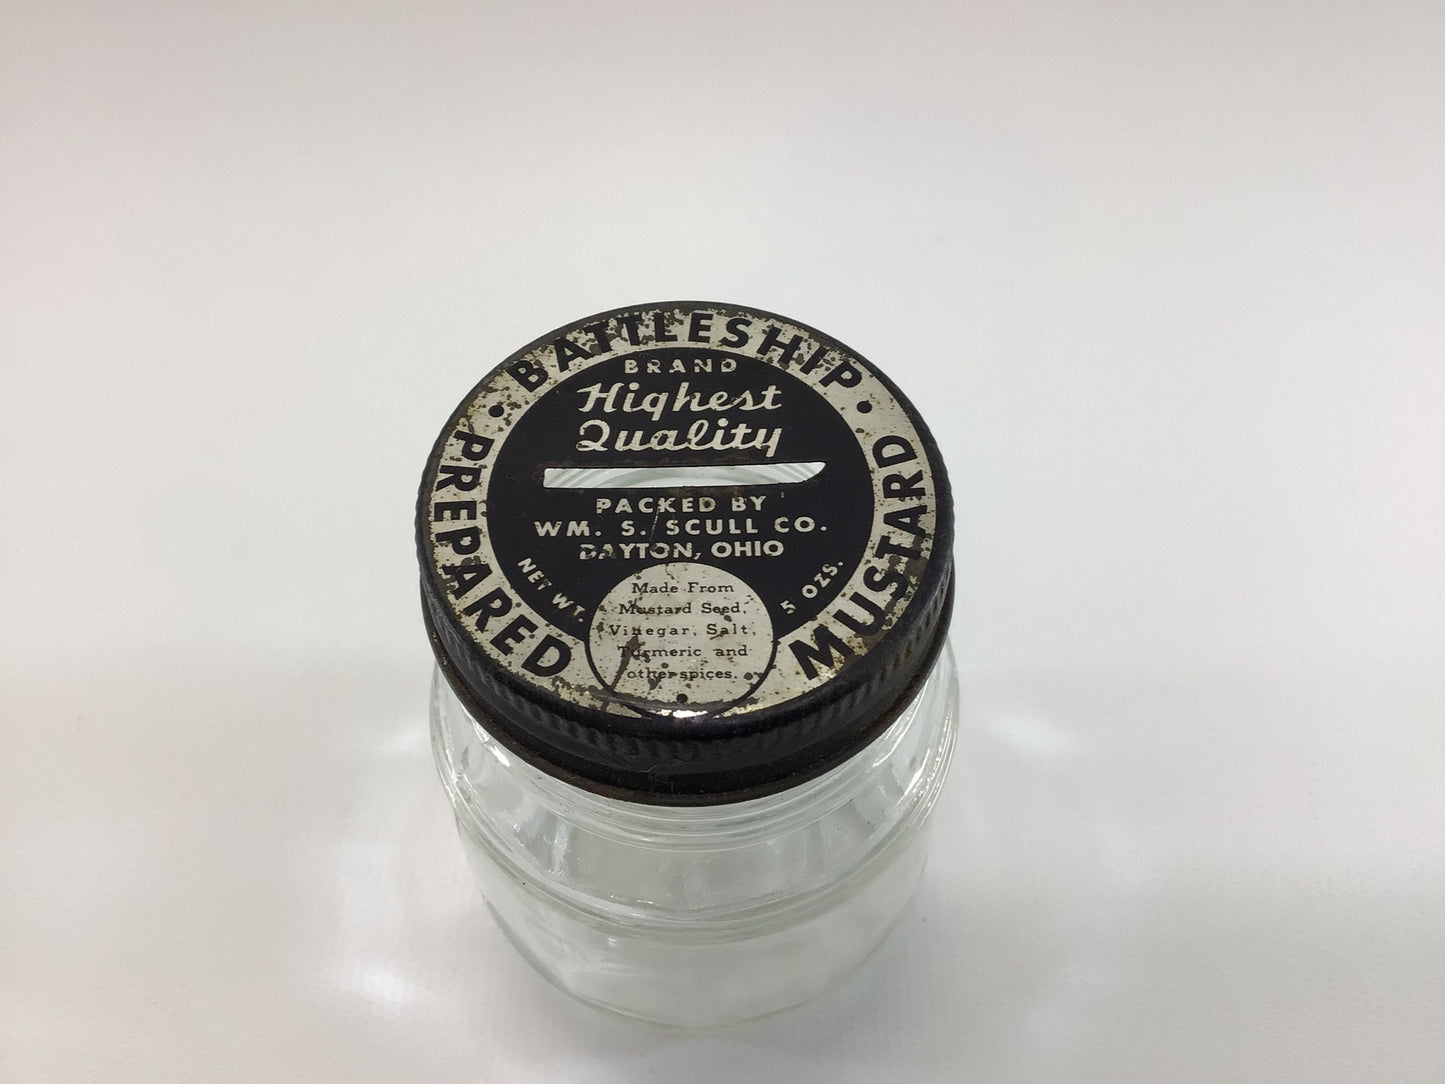 BATTLESHIP
BRAND
Highest
Quality
PACKED BY
WM. S. SCULL CO.
DAYTON, OHIO
NET WT. 5 OZS.
Made From
Mustard Seed,
Vinegar, Salt,
Turmeric and
other spices.
• PREPARED MUSTARD •